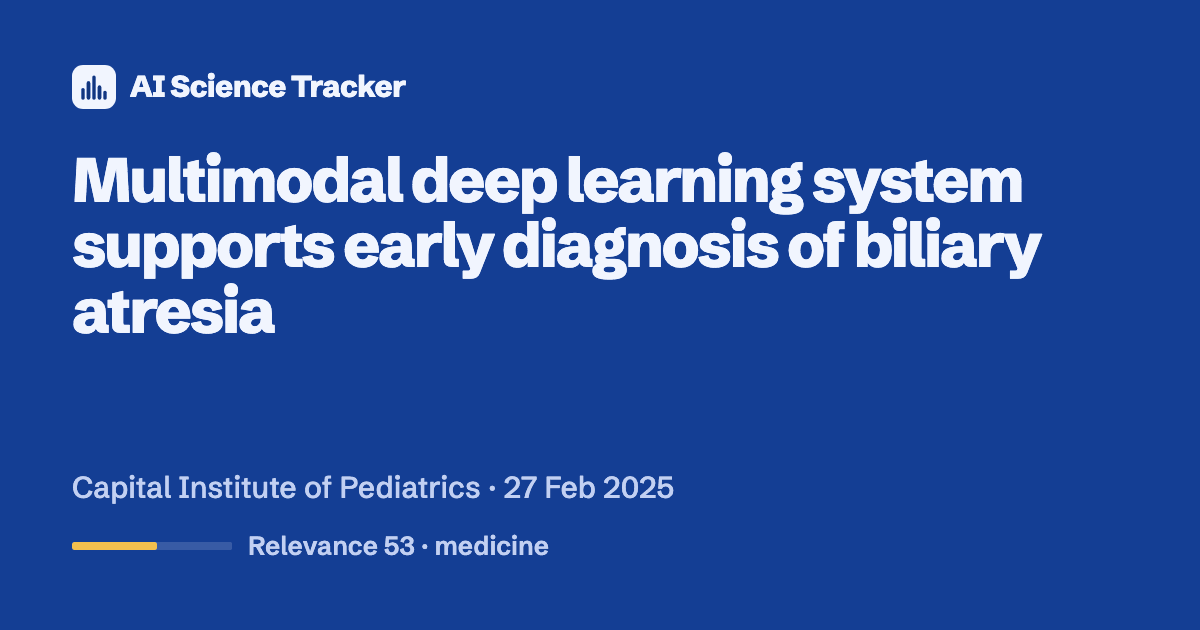 AI Science Tracker
Multimodal deep learning system
supports early diagnosis of biliary
atresia
Capital Institute of Pediatrics · 27 Feb 2025
Relevance 53 · medicine